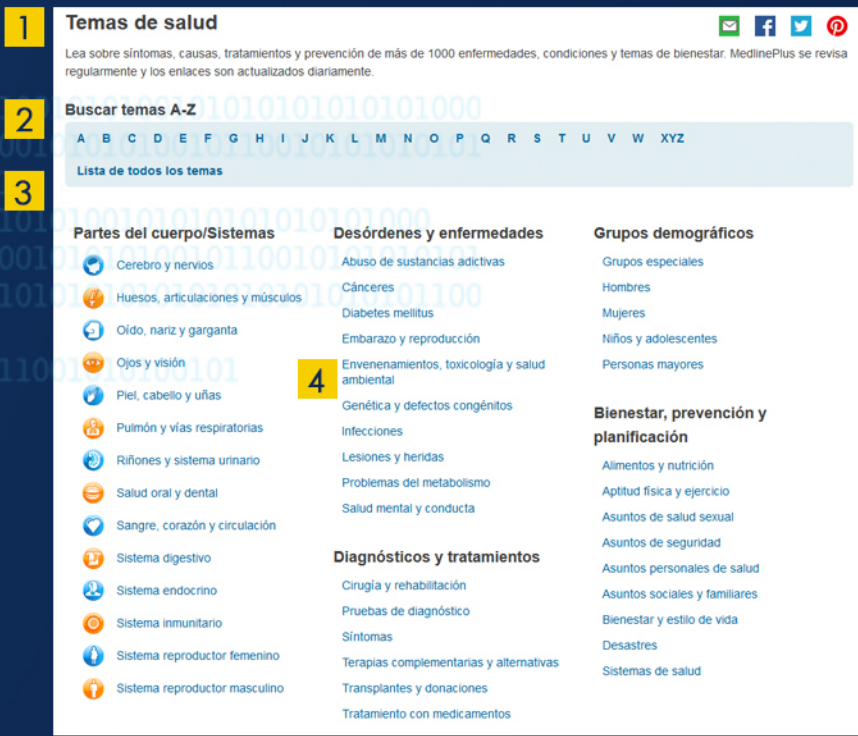 1
Temas de salud
Lea sobre síntomas, causas, tratamientos y prevención de más de 1000 enfermedades, condiciones y temas de bienestar. MedlinePlus se revisa
regularmente y los enlaces son actualizados diariamente.
2
Buscar temas A-Z
A B C D E F G H I J K L M N O P Q R S T U V W XYZ
Lista de todos los temas
3
Partes del cuerpo/Sistemas
Cerebro y nervios
Huesos, articulaciones y músculos
Oído, nariz y garganta
Ojos y visión
Piel, cabello y uñas
Pulmón y vías respiratorias
Riñones y sistema urinario
Salud oral y dental
Sangre, corazón y circulación
Sistema digestivo
Sistema endocrino
Sistema inmunitario
Sistema reproductor femenino
Sistema reproductor masculino
4
Desórdenes y enfermedades
Abuso de sustancias adictivas
Cánceres
Diabetes mellitus
Embarazo y reproducción
Envenenamientos, toxicología y salud
ambiental
Genética y defectos congénitos
Infecciones
Lesiones y heridas
Problemas del metabolismo
Salud mental y conducta
Diagnósticos y tratamientos
Cirugía y rehabilitación
Pruebas de diagnóstico
Síntomas
Terapias complementarias y alternativas
Transplantes y donaciones
Tratamiento con medicamentos
Grupos demográficos
Grupos especiales
Hombres
Mujeres
Niños y adolescentes
Personas mayores
Bienestar, prevención y
planificación
Alimentos y nutrición
Aptitud física y ejercicio
Asuntos de salud sexual
Asuntos de seguridad
Asuntos personales de salud
Asuntos sociales y familiares
Bienestar y estilo de vida
Desastres
Sistemas de salud